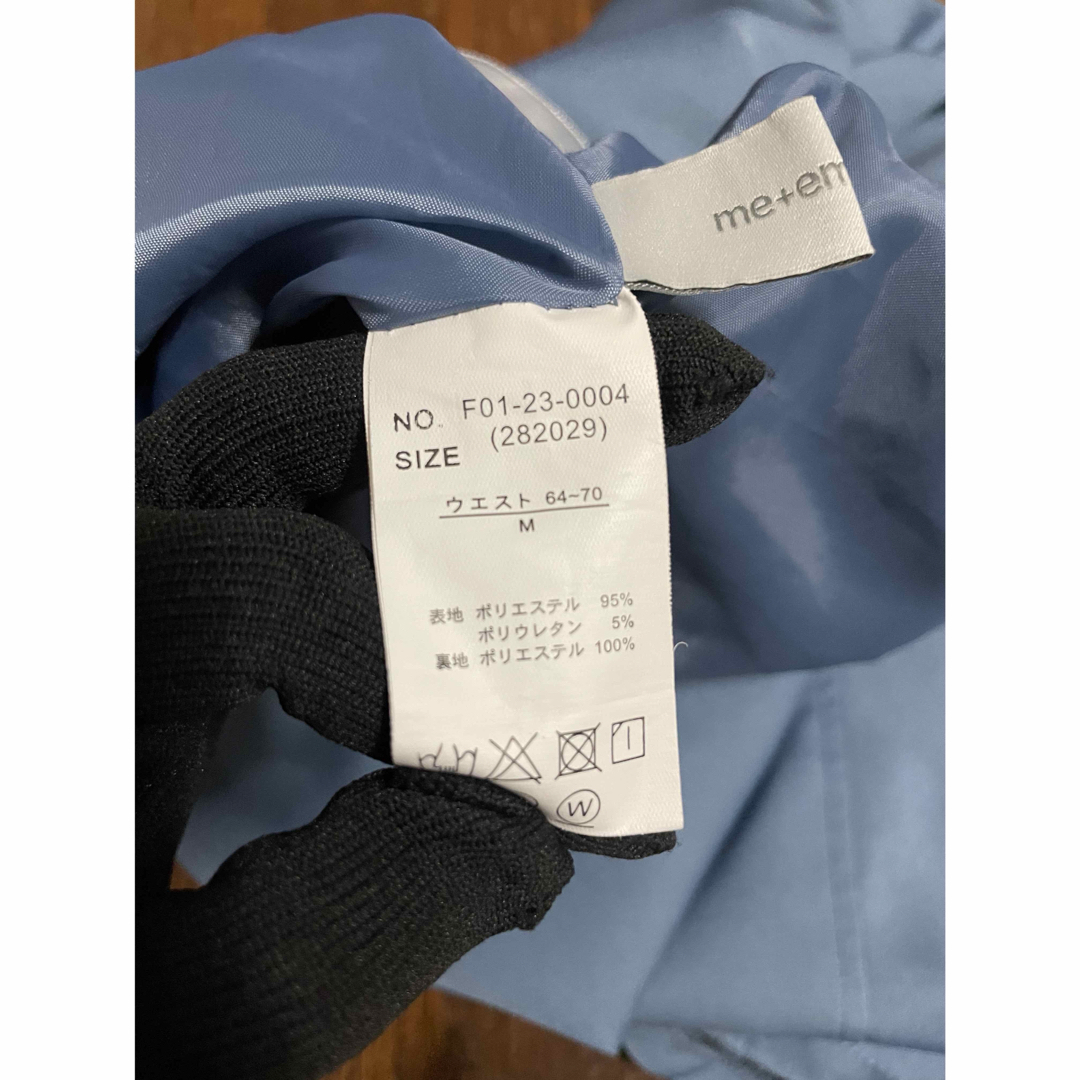 me+em
NO. F01-23-0004
SIZE (282029)
ウエスト 64~70
M
表地 ポリエステル 95%
ポリウレタン 5%
裏地 ポリエステル 100%
W